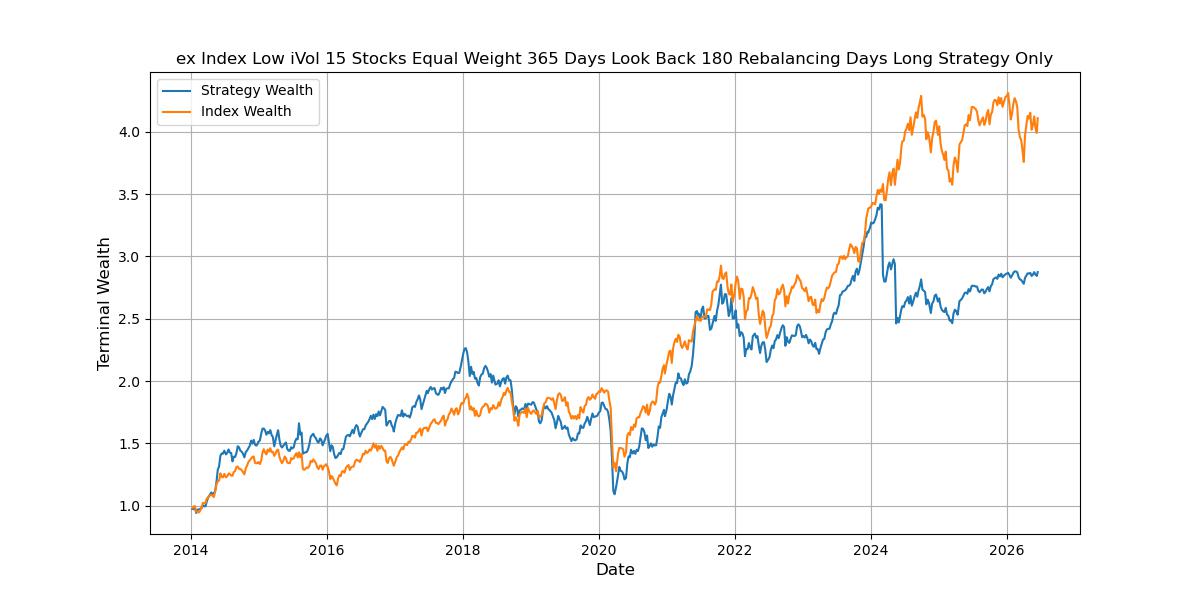 ex Index Low iVol 15 Stocks Equal Weight 365 Days Look Back 180 Rebalancing Days Long Strategy Only
Strategy Wealth
Index Wealth
Terminal Wealth
4.0
3.5
3.0
2.5
2.0
1.5
1.0
2014 2016 2018 2020 2022 2024 2026
Date